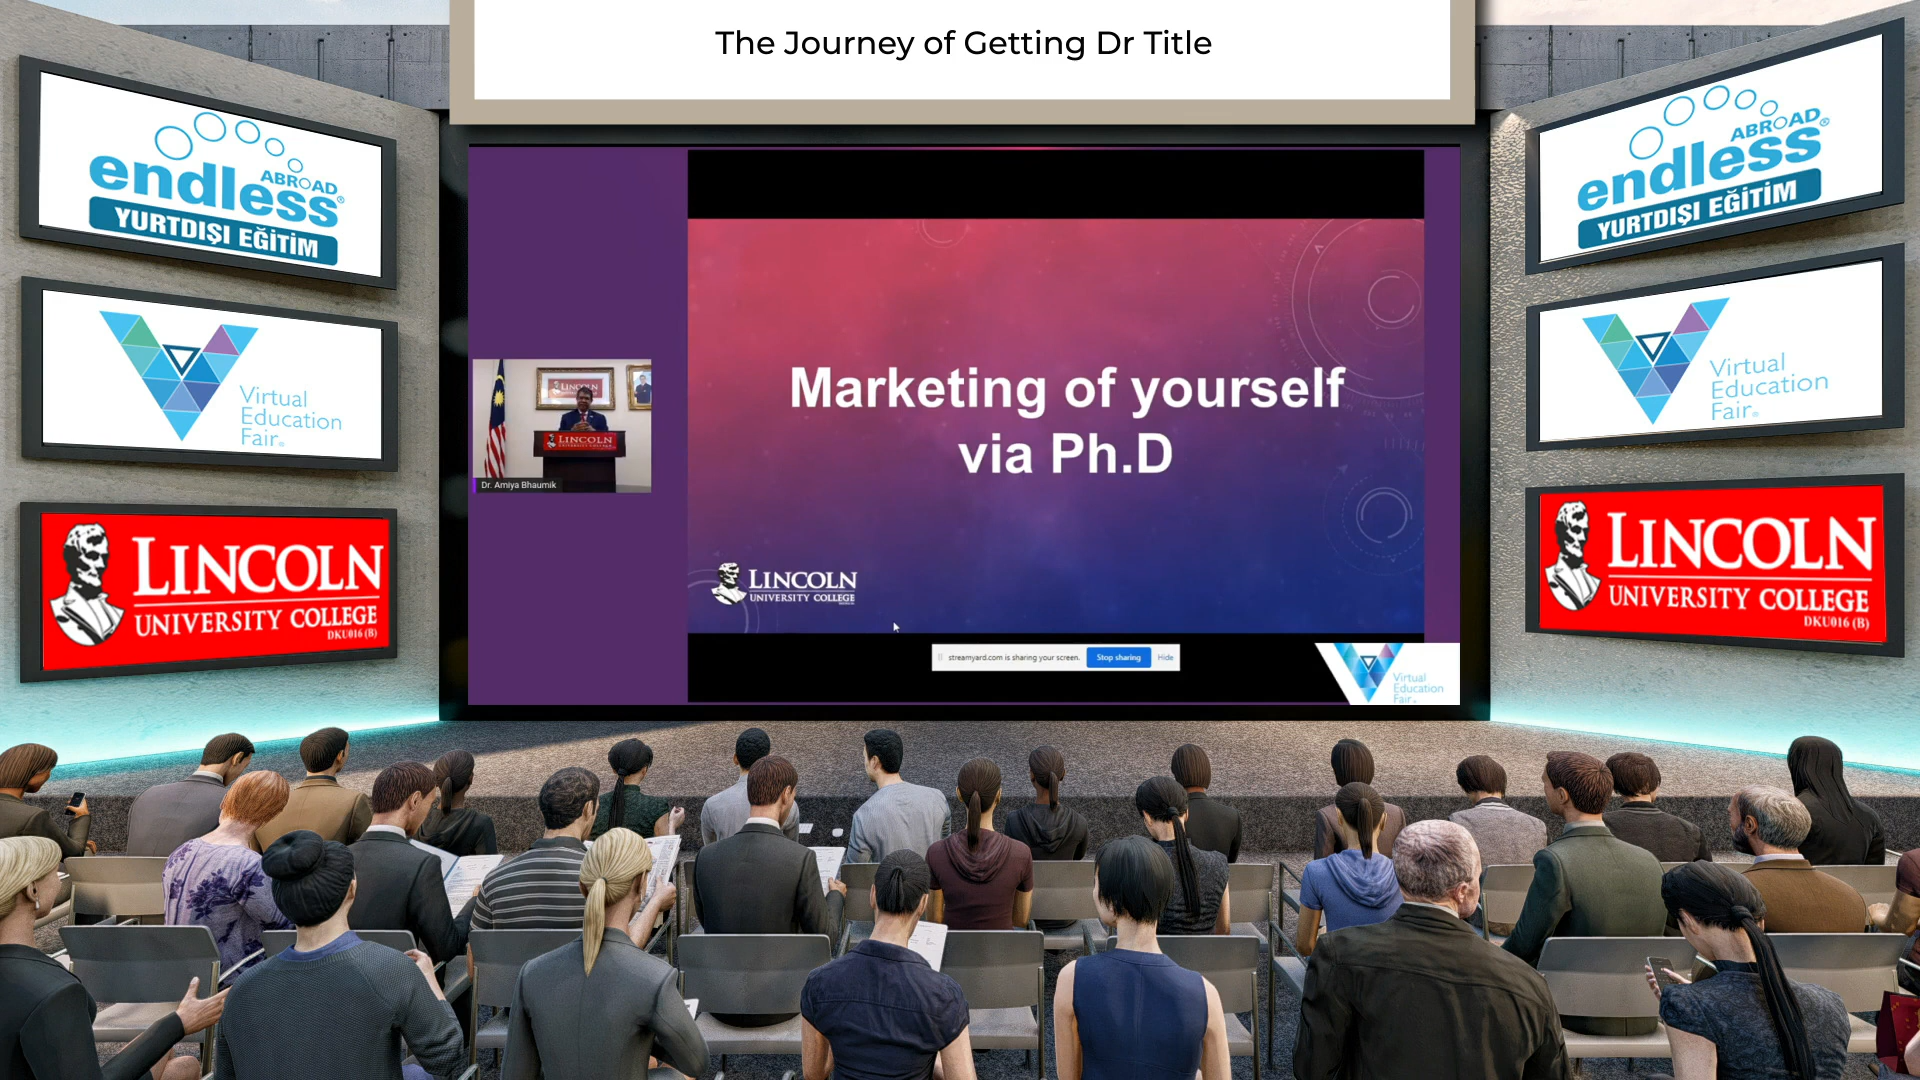 The Journey of Getting Dr Title
ABROAD
endless®
YURTDIŞI EĞİTİM
Virtual
Education
Fair®
LINCOLN
UNIVERSITY COLLEGE
DKU016 (B)
LINCOLN
LINCOLN
Dr. Amiya Bhaumik
Marketing of yourself
via Ph.D
LINCOLN
UNIVERSITY COLLEGE
streamyard.com is sharing your screen.
Stop sharing
Hide
Virtual
Education
Fair
ABROAD®
endless
YURTDIŞI EĞİTİM
Virtual
Education
Fair®
LINCOLN
UNIVERSITY COLLEGE
DKU016 (B)